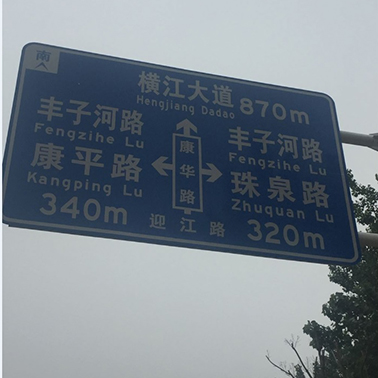 南
横江大道 870m
Hengjiang Dadao
丰子河路
Fengzihe Lu
康平路
Kangping Lu
340m
康华路
丰子河路
Fengzihe Lu
珠泉路
Zhuquan Lu
320m
迎江路